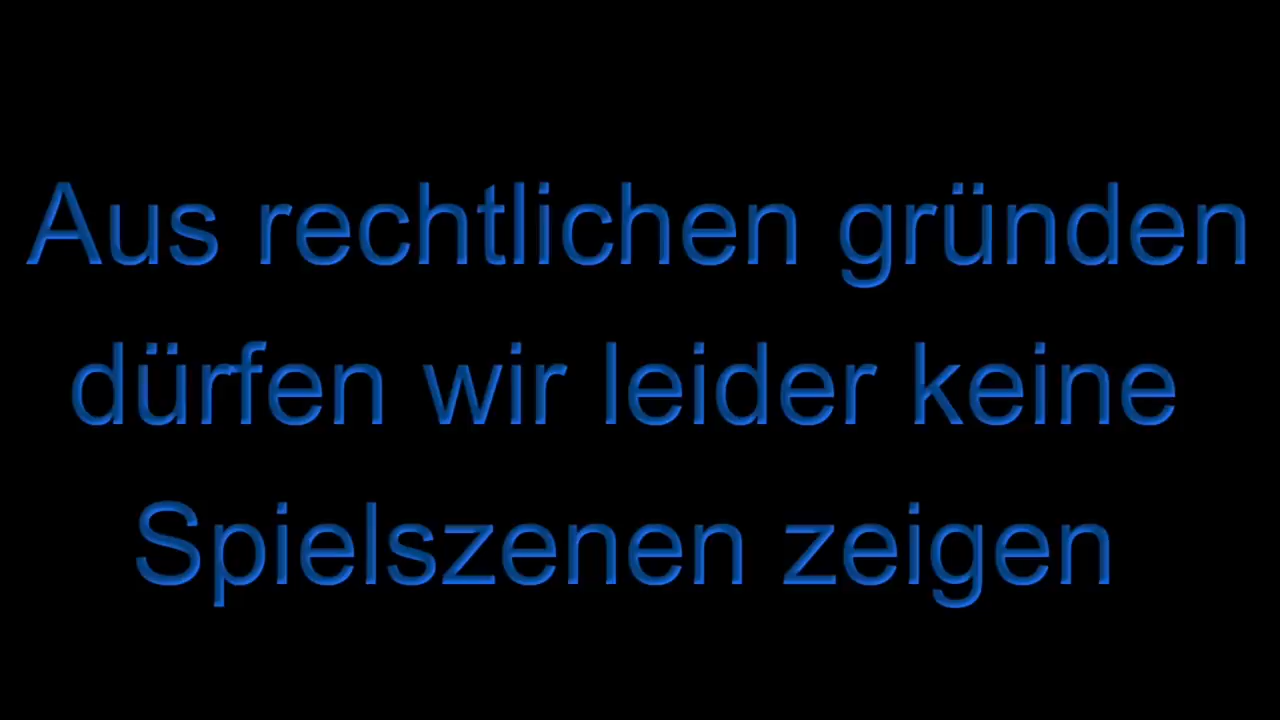 Aus rechtlichen gründen
dürfen wir leider keine
Spielszenen zeigen